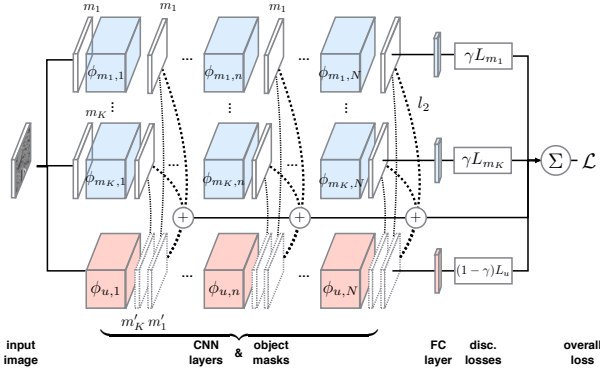 m₁ m₁ m₁
ϕ_{m₁,1} ... ϕ_{m₁,n} ... ϕ_{m₁,N} γL_{m₁}
⋮ ⋮ ⋮ l₂
m_K
ϕ_{m_K,1} ... ϕ_{m_K,n} ... ϕ_{m_K,N} γL_{m_K} Σ ℒ
+ + +
ϕ_{u,1} ... ϕ_{u,n} ... ϕ_{u,N} (1−γ)L_u
m′_K m′₁
input image
CNN layers & object masks
FC layer
disc. losses
overall loss